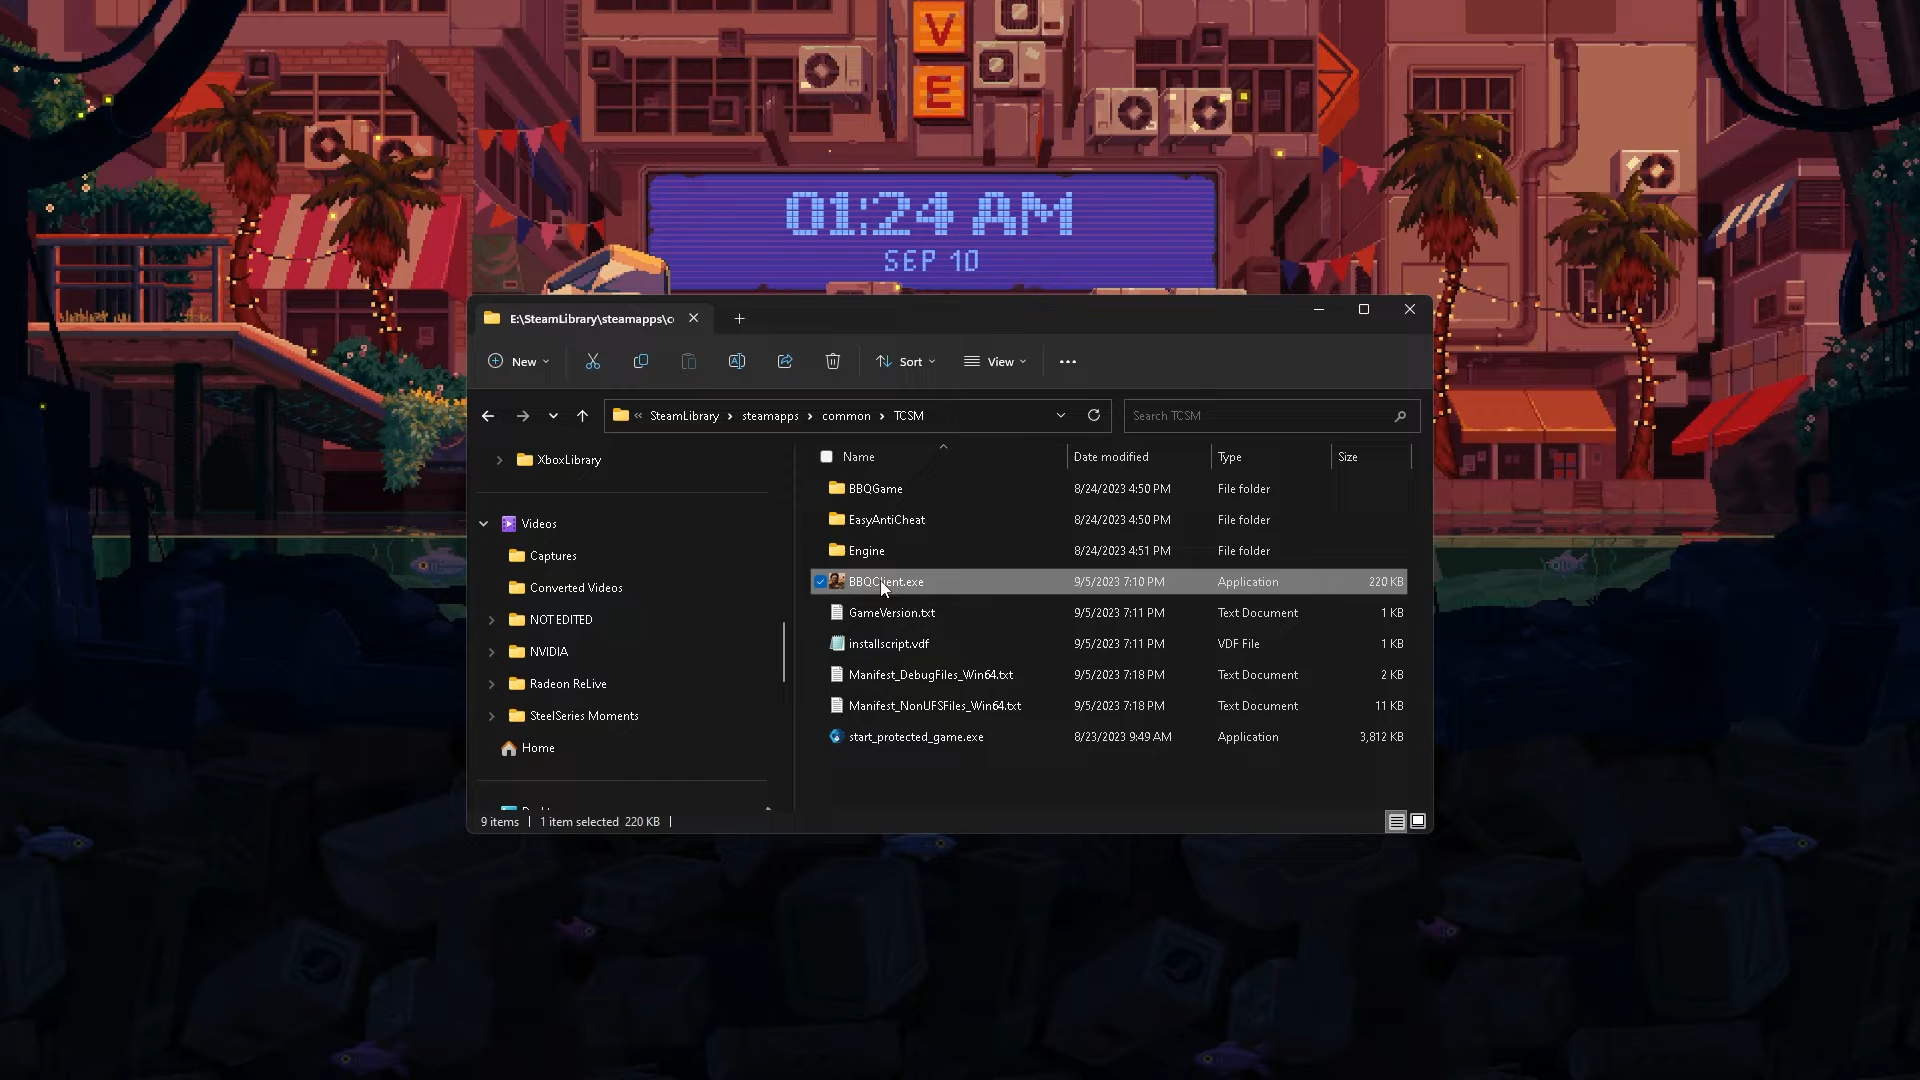 V
E
01:24 AM
SEP 10
E:\SteamLibrary\steamapps\c
New
Sort
View
« SteamLibrary > steamapps > common > TCSM
Search TCSM
XboxLibrary
Videos
Captures
Converted Videos
NOT EDITED
NVIDIA
Radeon ReLive
SteelSeries Moments
Home
Name Date modified Type Size
BBQGame 8/24/2023 4:50 PM File folder
EasyAntiCheat 8/24/2023 4:50 PM File folder
Engine 8/24/2023 4:51 PM File folder
BBQClient.exe 9/5/2023 7:10 PM Application 220 KB
GameVersion.txt 9/5/2023 7:11 PM Text Document 1 KB
installscript.vdf 9/5/2023 7:11 PM VDF File 1 KB
Manifest_DebugFiles_Win64.txt 9/5/2023 7:18 PM Text Document 2 KB
Manifest_NonUFSFiles_Win64.txt 9/5/2023 7:18 PM Text Document 11 KB
start_protected_game.exe 8/23/2023 9:49 AM Application 3,812 KB
9 items | 1 item selected 220 KB |